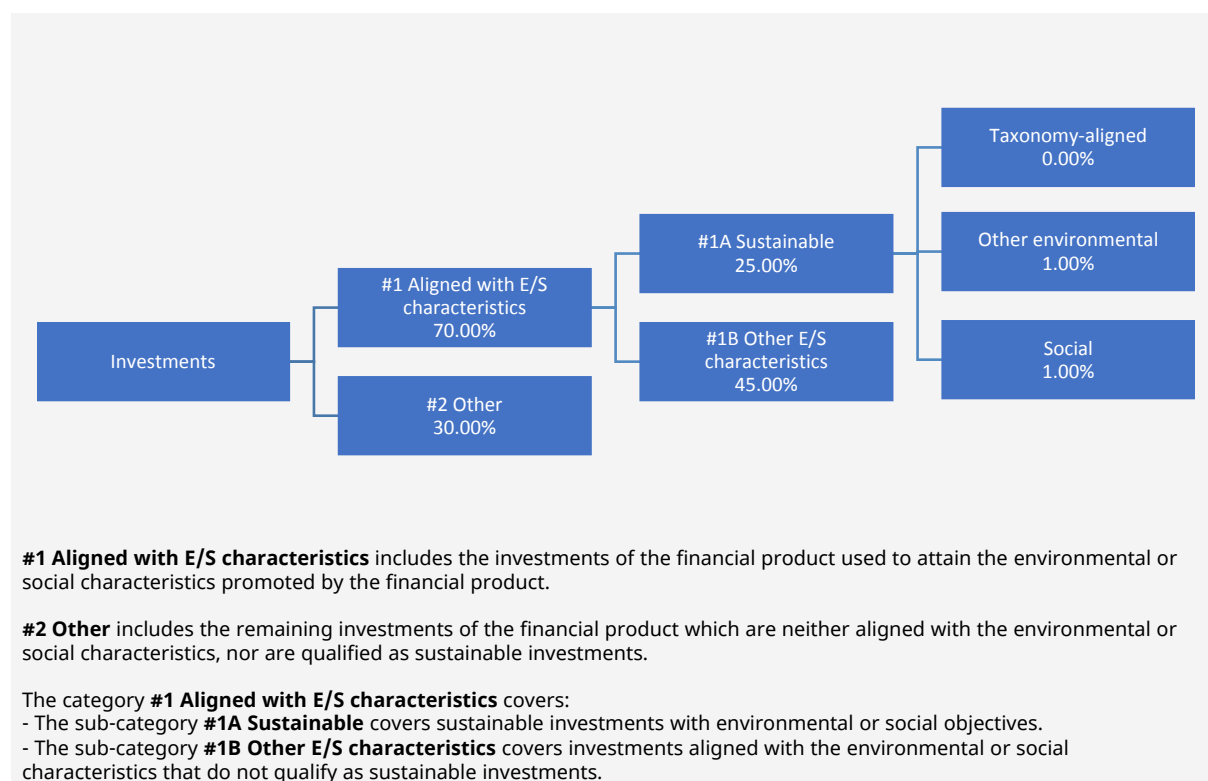 Investments
#1 Aligned with E/S
characteristics
70.00%
#2 Other
30.00%
#1A Sustainable
25.00%
#1B Other E/S
characteristics
45.00%
Taxonomy-aligned
0.00%
Other environmental
1.00%
Social
1.00%
#1 Aligned with E/S characteristics includes the investments of the financial product used to attain the environmental or
social characteristics promoted by the financial product.
#2 Other includes the remaining investments of the financial product which are neither aligned with the environmental or
social characteristics, nor are qualified as sustainable investments.
The category #1 Aligned with E/S characteristics covers:
- The sub-category #1A Sustainable covers sustainable investments with environmental or social objectives.
- The sub-category #1B Other E/S characteristics covers investments aligned with the environmental or social
characteristics that do not qualify as sustainable investments.